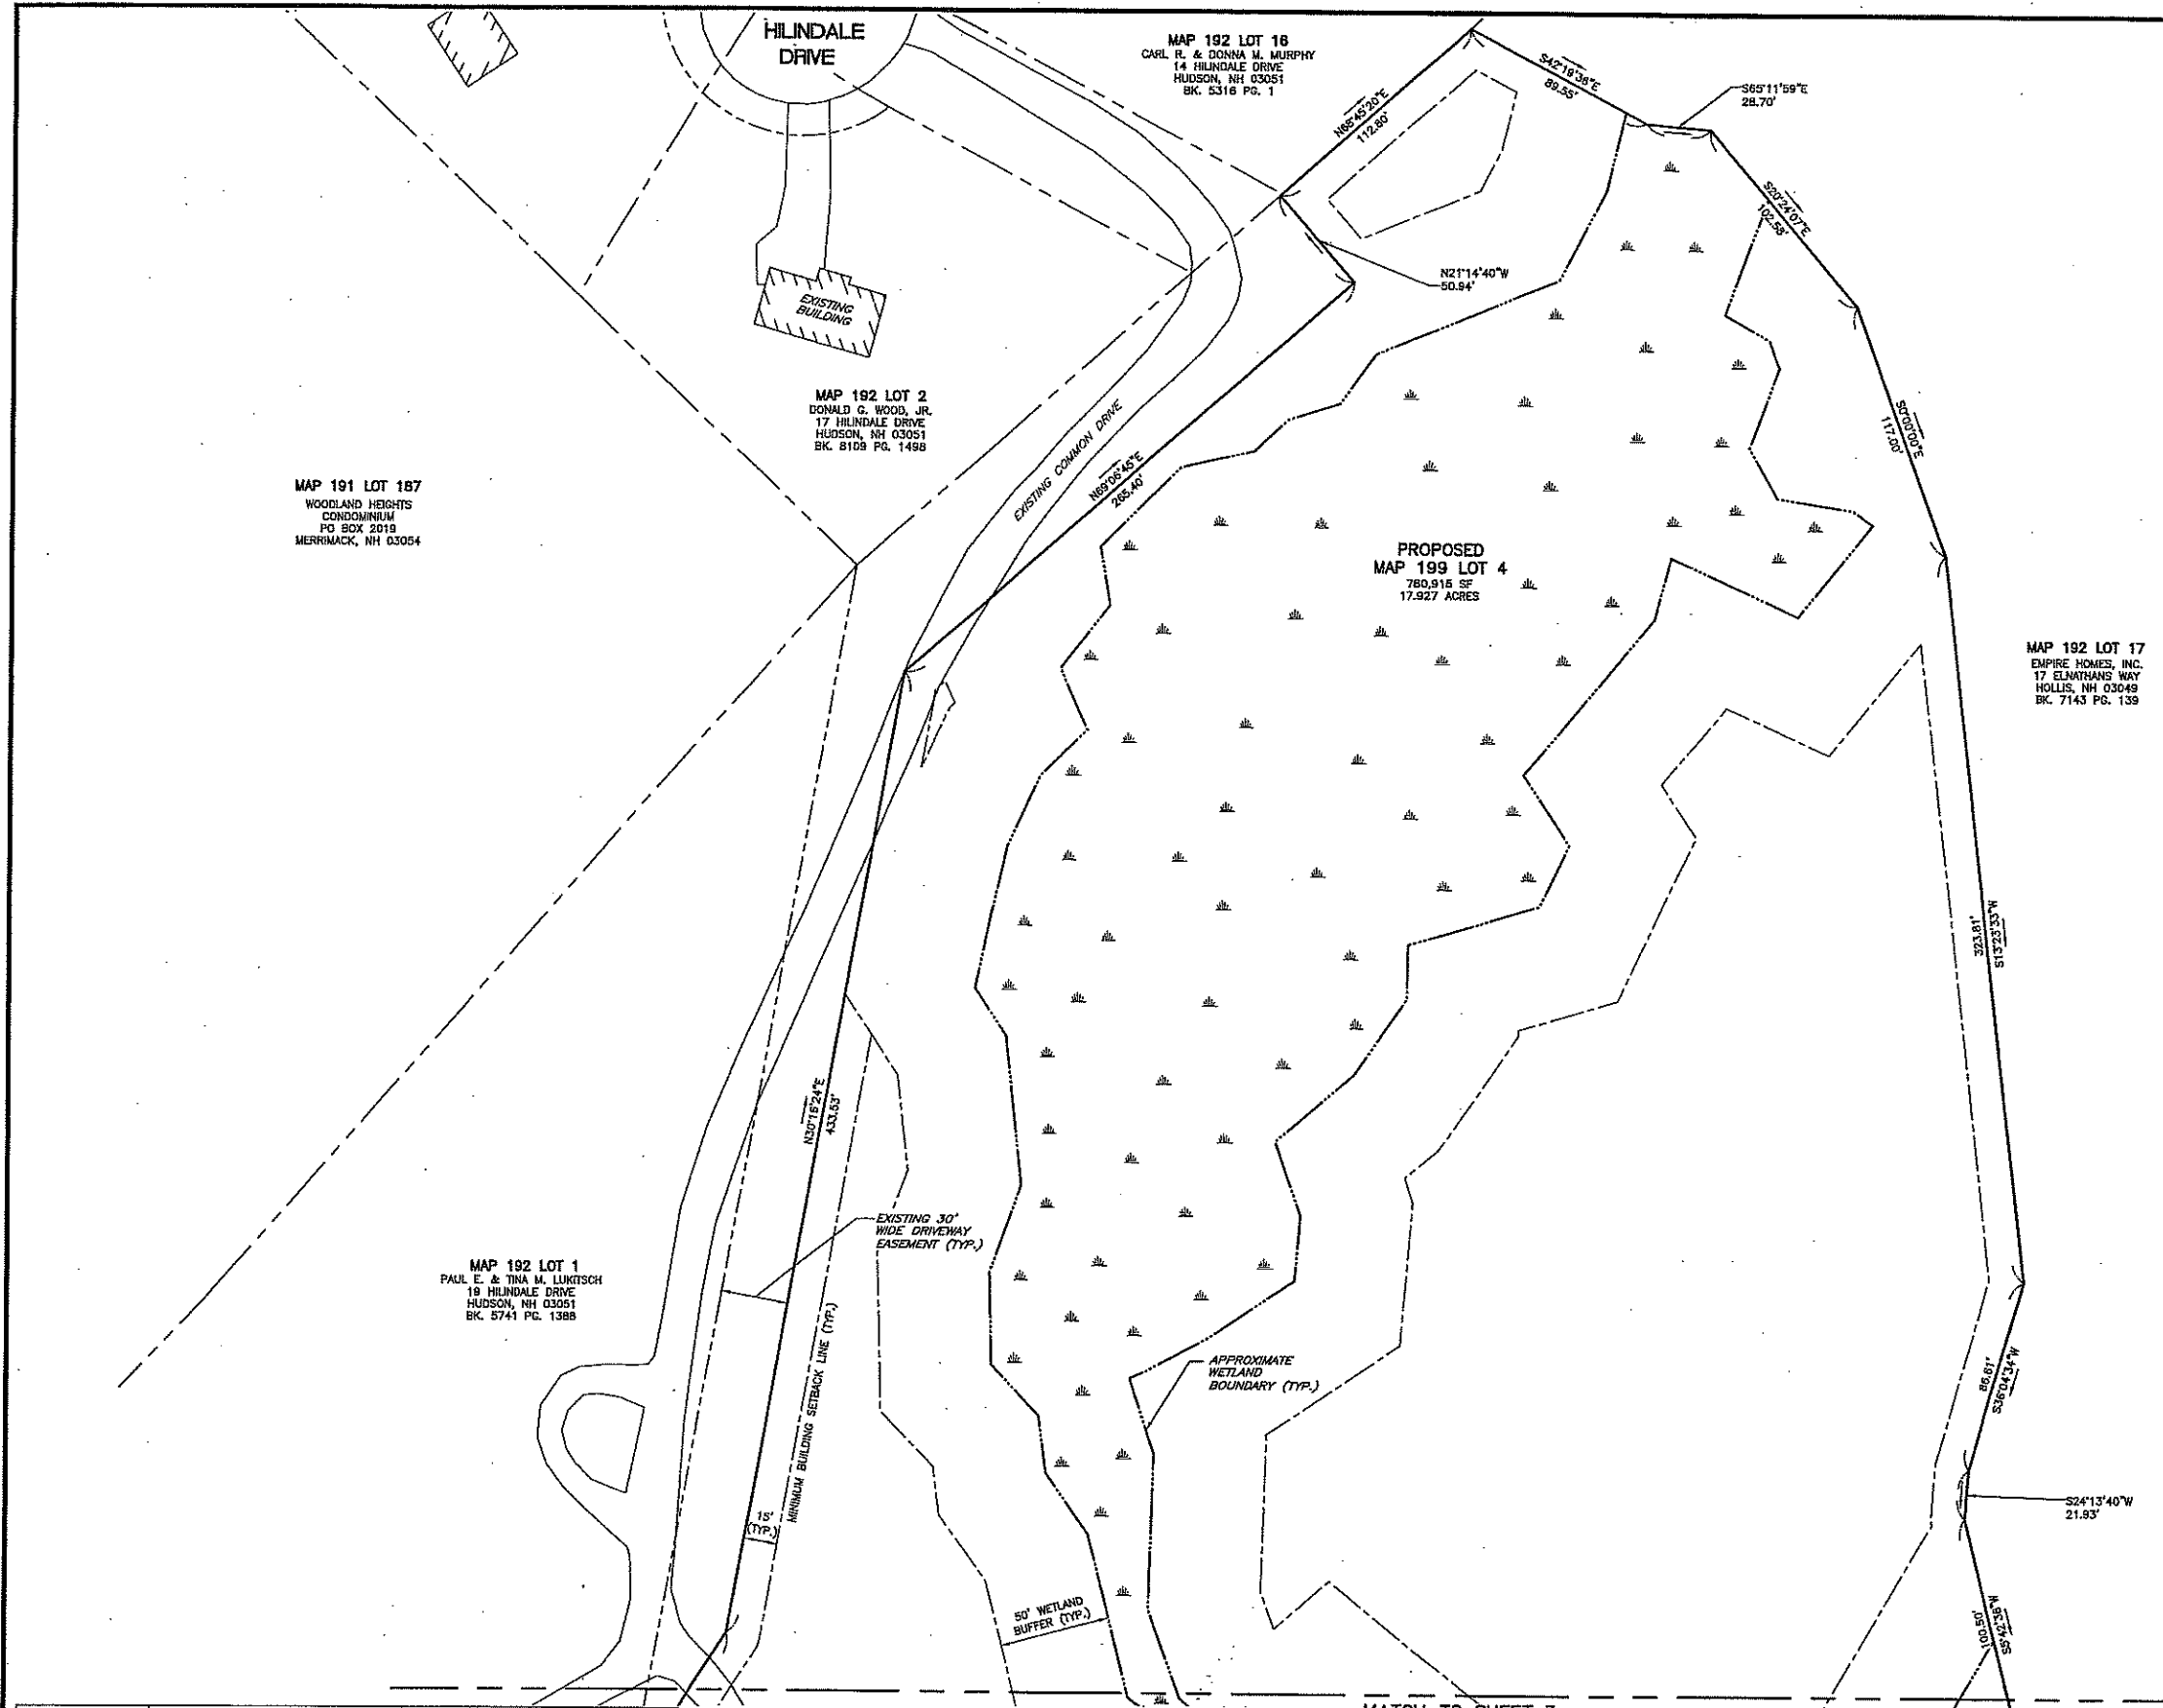 HILINDALE
DRIVE
MAP 192 LOT 16
CARL R. & DONNA M. MURPHY
14 HILINDALE DRIVE
HUDSON, NH 03051
BK. 5316 PG. 1
S42°19'36"E
89.55'
S65°11'59"E
28.70'
N68°45'20"E
112.80'
S20°24'07"E
102.58'
N21°14'40"W
50.94'
EXISTING
BUILDING
MAP 192 LOT 2
DONALD G. WOOD, JR.
17 HILINDALE DRIVE
HUDSON, NH 03051
BK. 8109 PG. 1498
EXISTING COMMON DRIVE
N69°06'45"E
265.40'
S0°00'00"E
117.00'
MAP 191 LOT 187
WOODLAND HEIGHTS
CONDOMINIUM
PO BOX 2019
MERRIMACK, NH 03054
PROPOSED
MAP 199 LOT 4
780,915 SF
17.927 ACRES
MAP 192 LOT 17
EMPIRE HOMES, INC.
17 ELNATHANS WAY
HOLLIS, NH 03049
BK. 7143 PG. 139
323.81'
S13°23'33"W
N30°16'24"E
433.53'
EXISTING 30'
WIDE DRIVEWAY
EASEMENT (TYP.)
MAP 192 LOT 1
PAUL E. & TINA M. LUKITSCH
19 HILINDALE DRIVE
HUDSON, NH 03051
BK. 5741 PG. 1388
MINIMUM BUILDING SETBACK LINE (TYP.)
APPROXIMATE
WETLAND
BOUNDARY (TYP.)
86.61'
S36°04'34"W
15'
(TYP.)
S24°13'40"W
21.93'
50' WETLAND
BUFFER (TYP.)
100.50'
S5°42'36"W